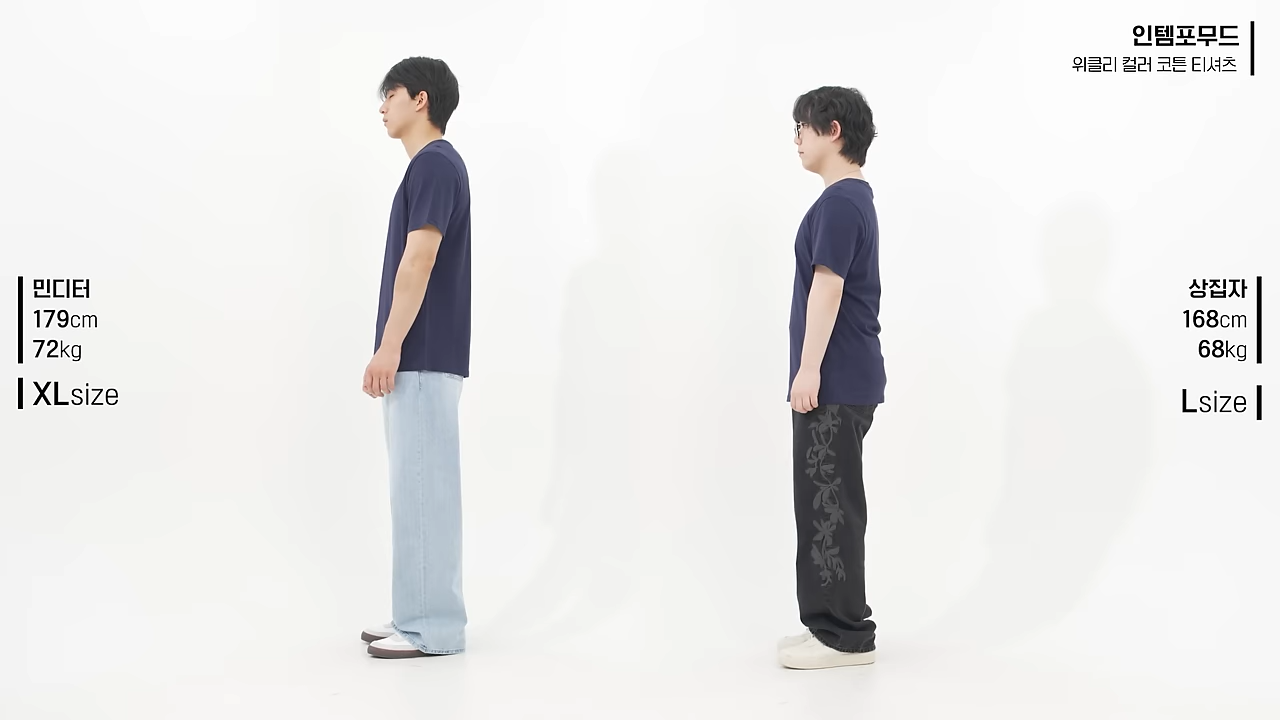 인템포무드
위클리 컬러 코튼 티셔츠
민디터
179cm
72kg
XLsize
상집자
168cm
68kg
Lsize